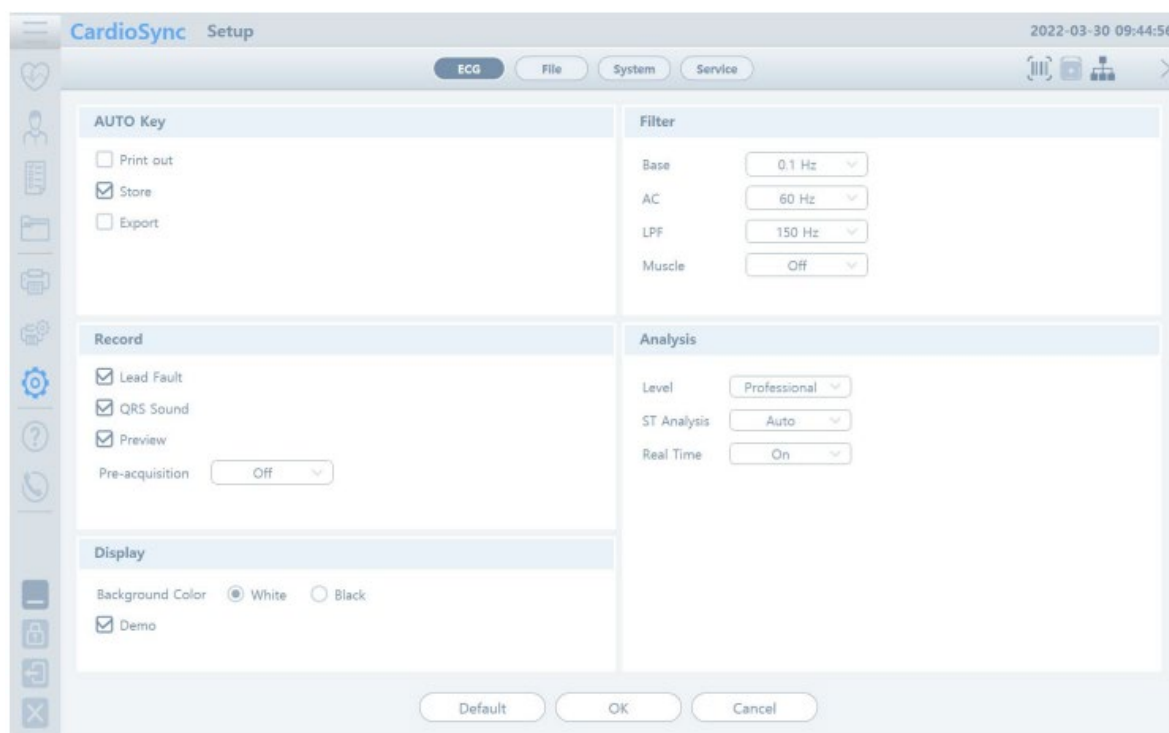 CardioSync Setup 2022-03-30 09:44:56
ECG File System Service
AUTO Key
Print out
Store
Export
Filter
Base 0.1 Hz
AC 60 Hz
LPF 150 Hz
Muscle Off
Record
Lead Fault
QRS Sound
Preview
Pre-acquisition Off
Analysis
Level Professional
ST Analysis Auto
Real Time On
Display
Background Color White Black
Demo
Default OK Cancel